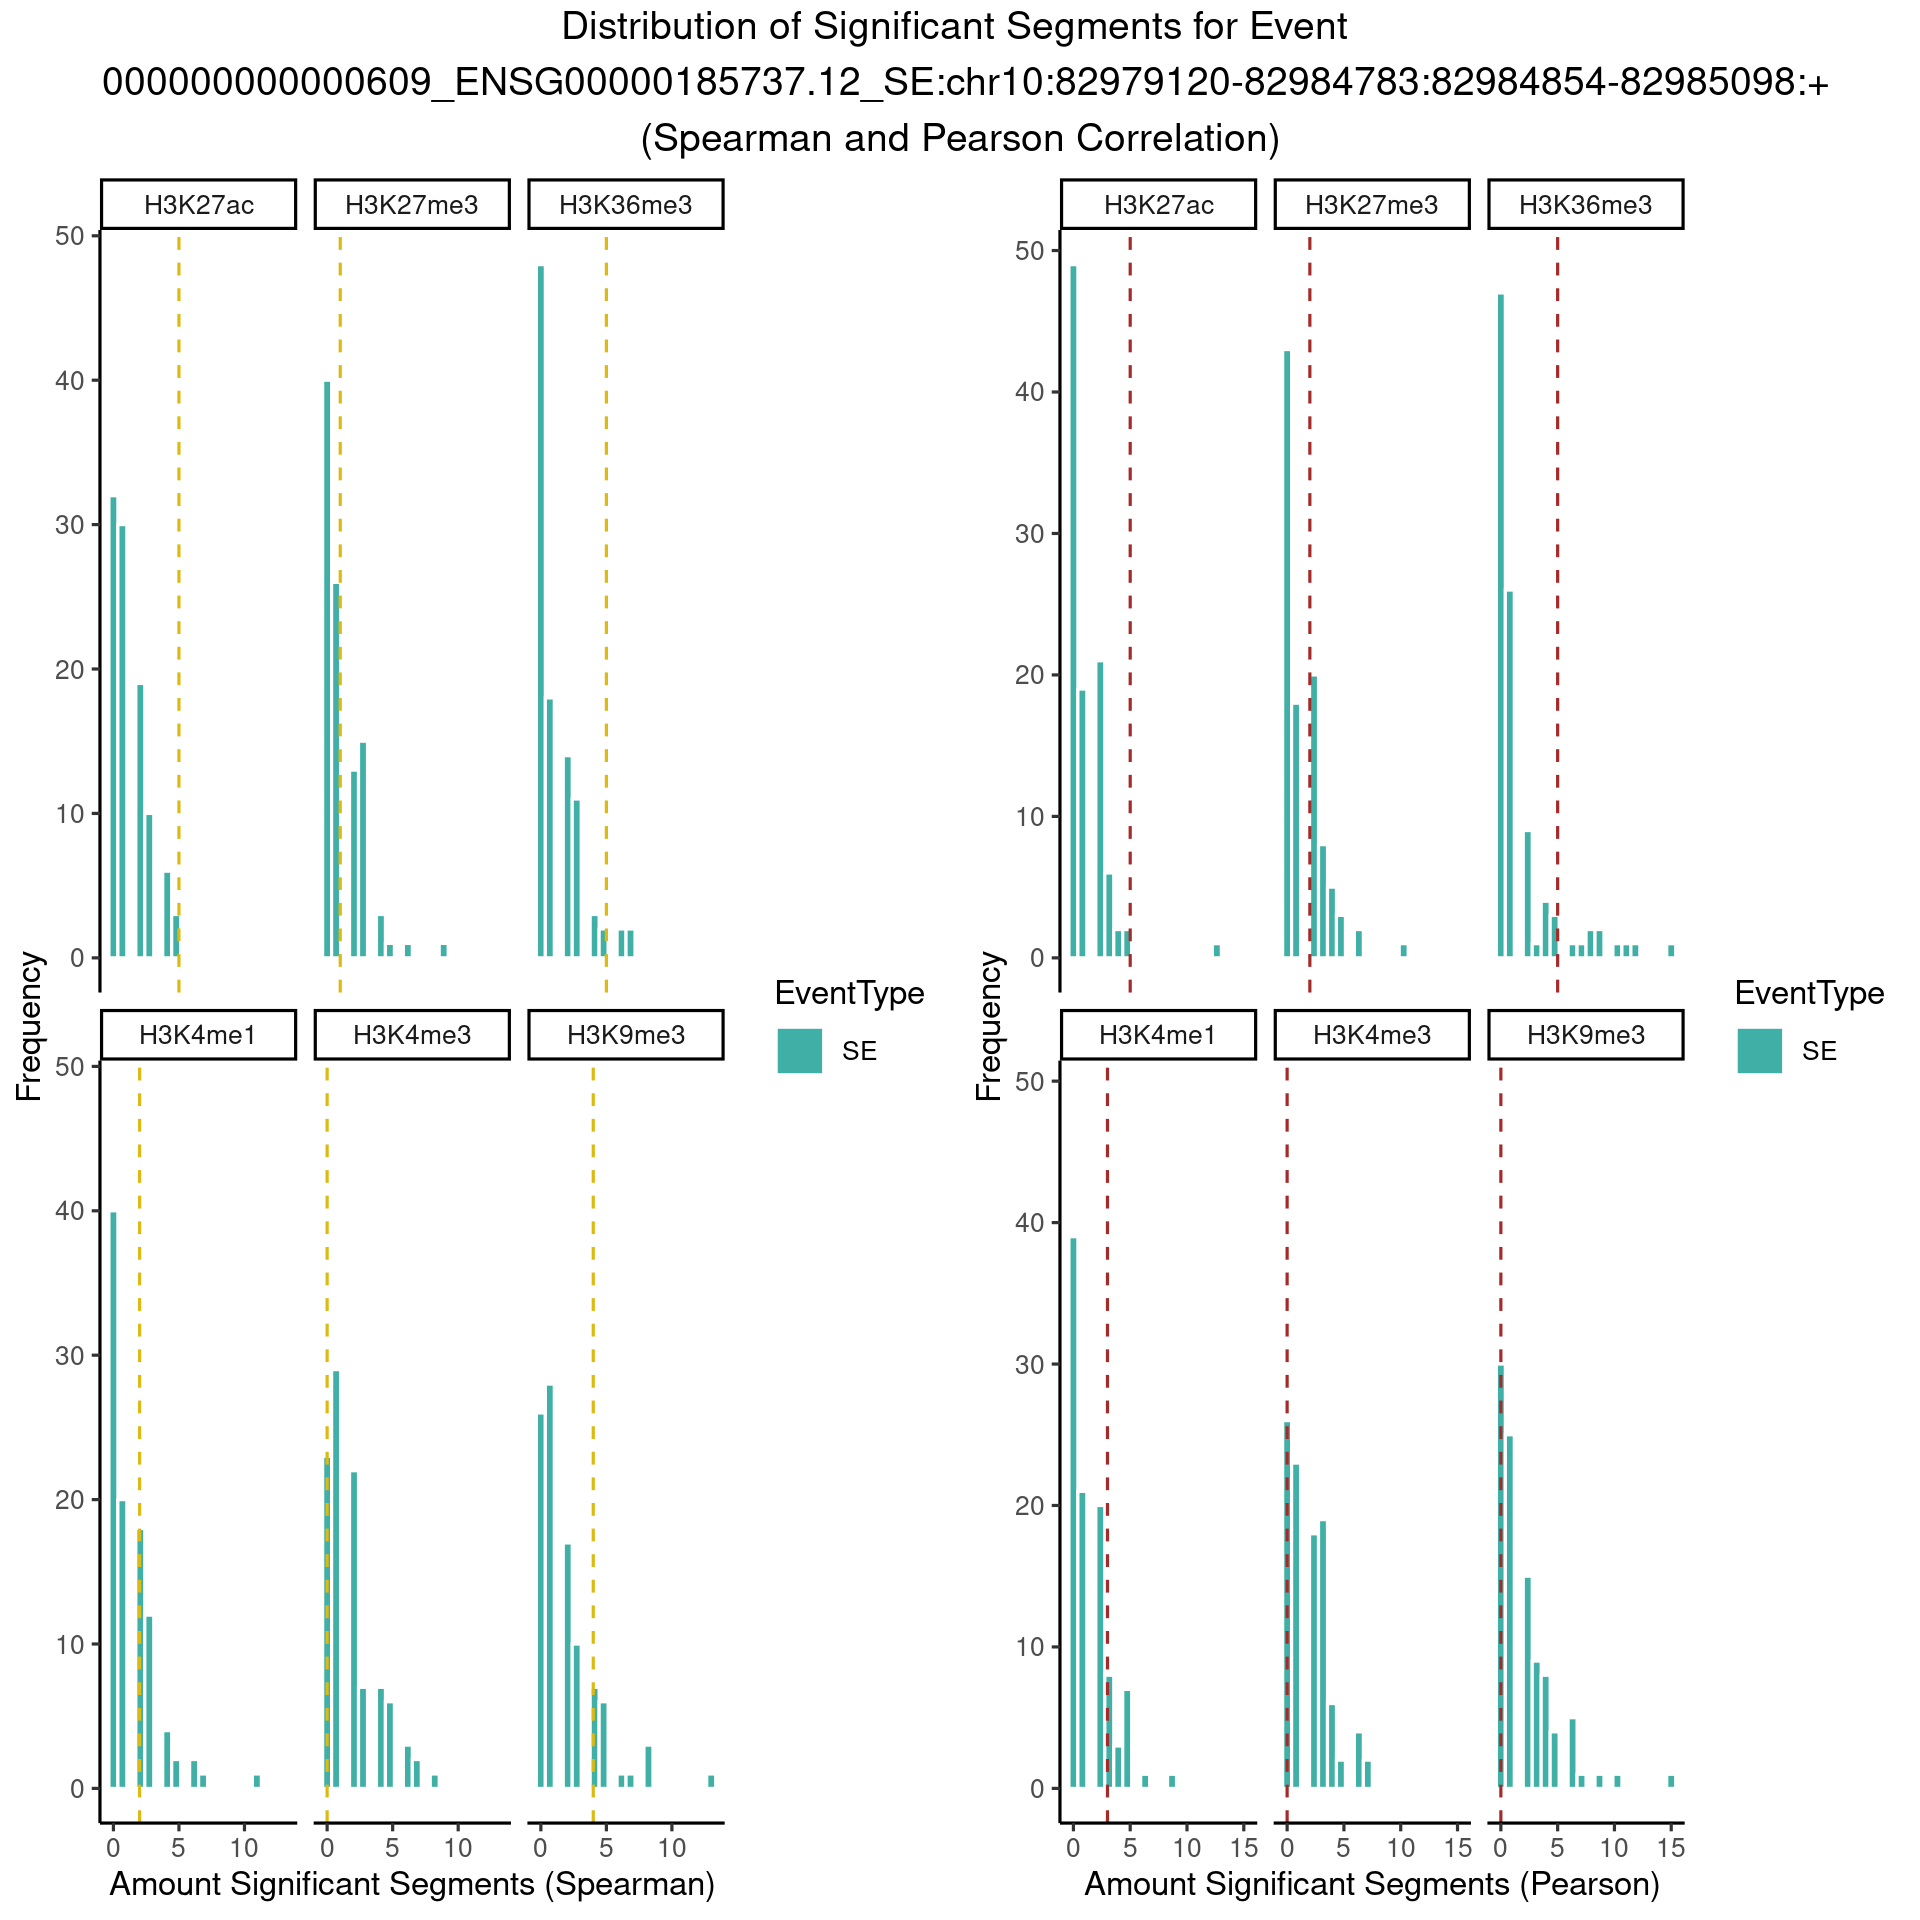 Distribution of Significant Segments for Event
000000000000609_ENSG00000185737.12_SE:chr10:82979120-82984783:82984854-82985098:+
(Spearman and Pearson Correlation)
H3K27ac H3K27me3 H3K36me3
50
40
30
20
10
0
H3K4me1 H3K4me3 H3K9me3
50
40
30
20
10
0
0 5 10 0 5 10 0 5 10
Frequency
Amount Significant Segments (Spearman)
EventType
SE
H3K27ac H3K27me3 H3K36me3
50
40
30
20
10
0
H3K4me1 H3K4me3 H3K9me3
50
40
30
20
10
0
0 5 10 15 0 5 10 15 0 5 10 15
Frequency
Amount Significant Segments (Pearson)
EventType
SE